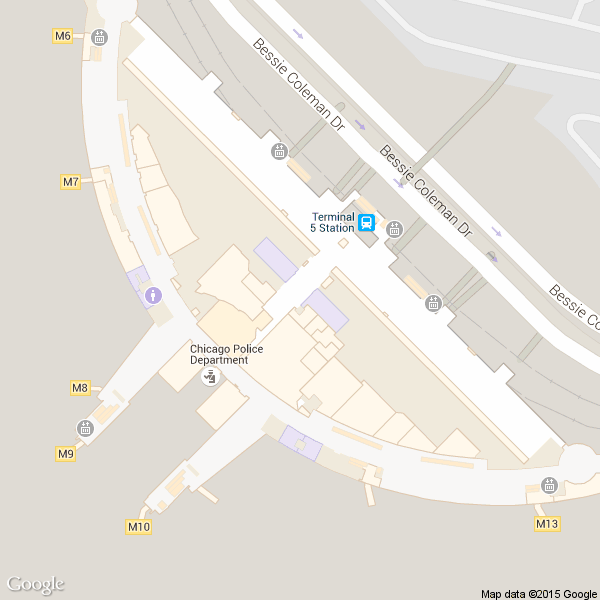 M6
Bessie Coleman Dr
Bessie Coleman Dr
M7
Terminal
5 Station
Bessie Co
Chicago Police
Department
M8
M9
M10
M13
Google
Map data ©2015 Google